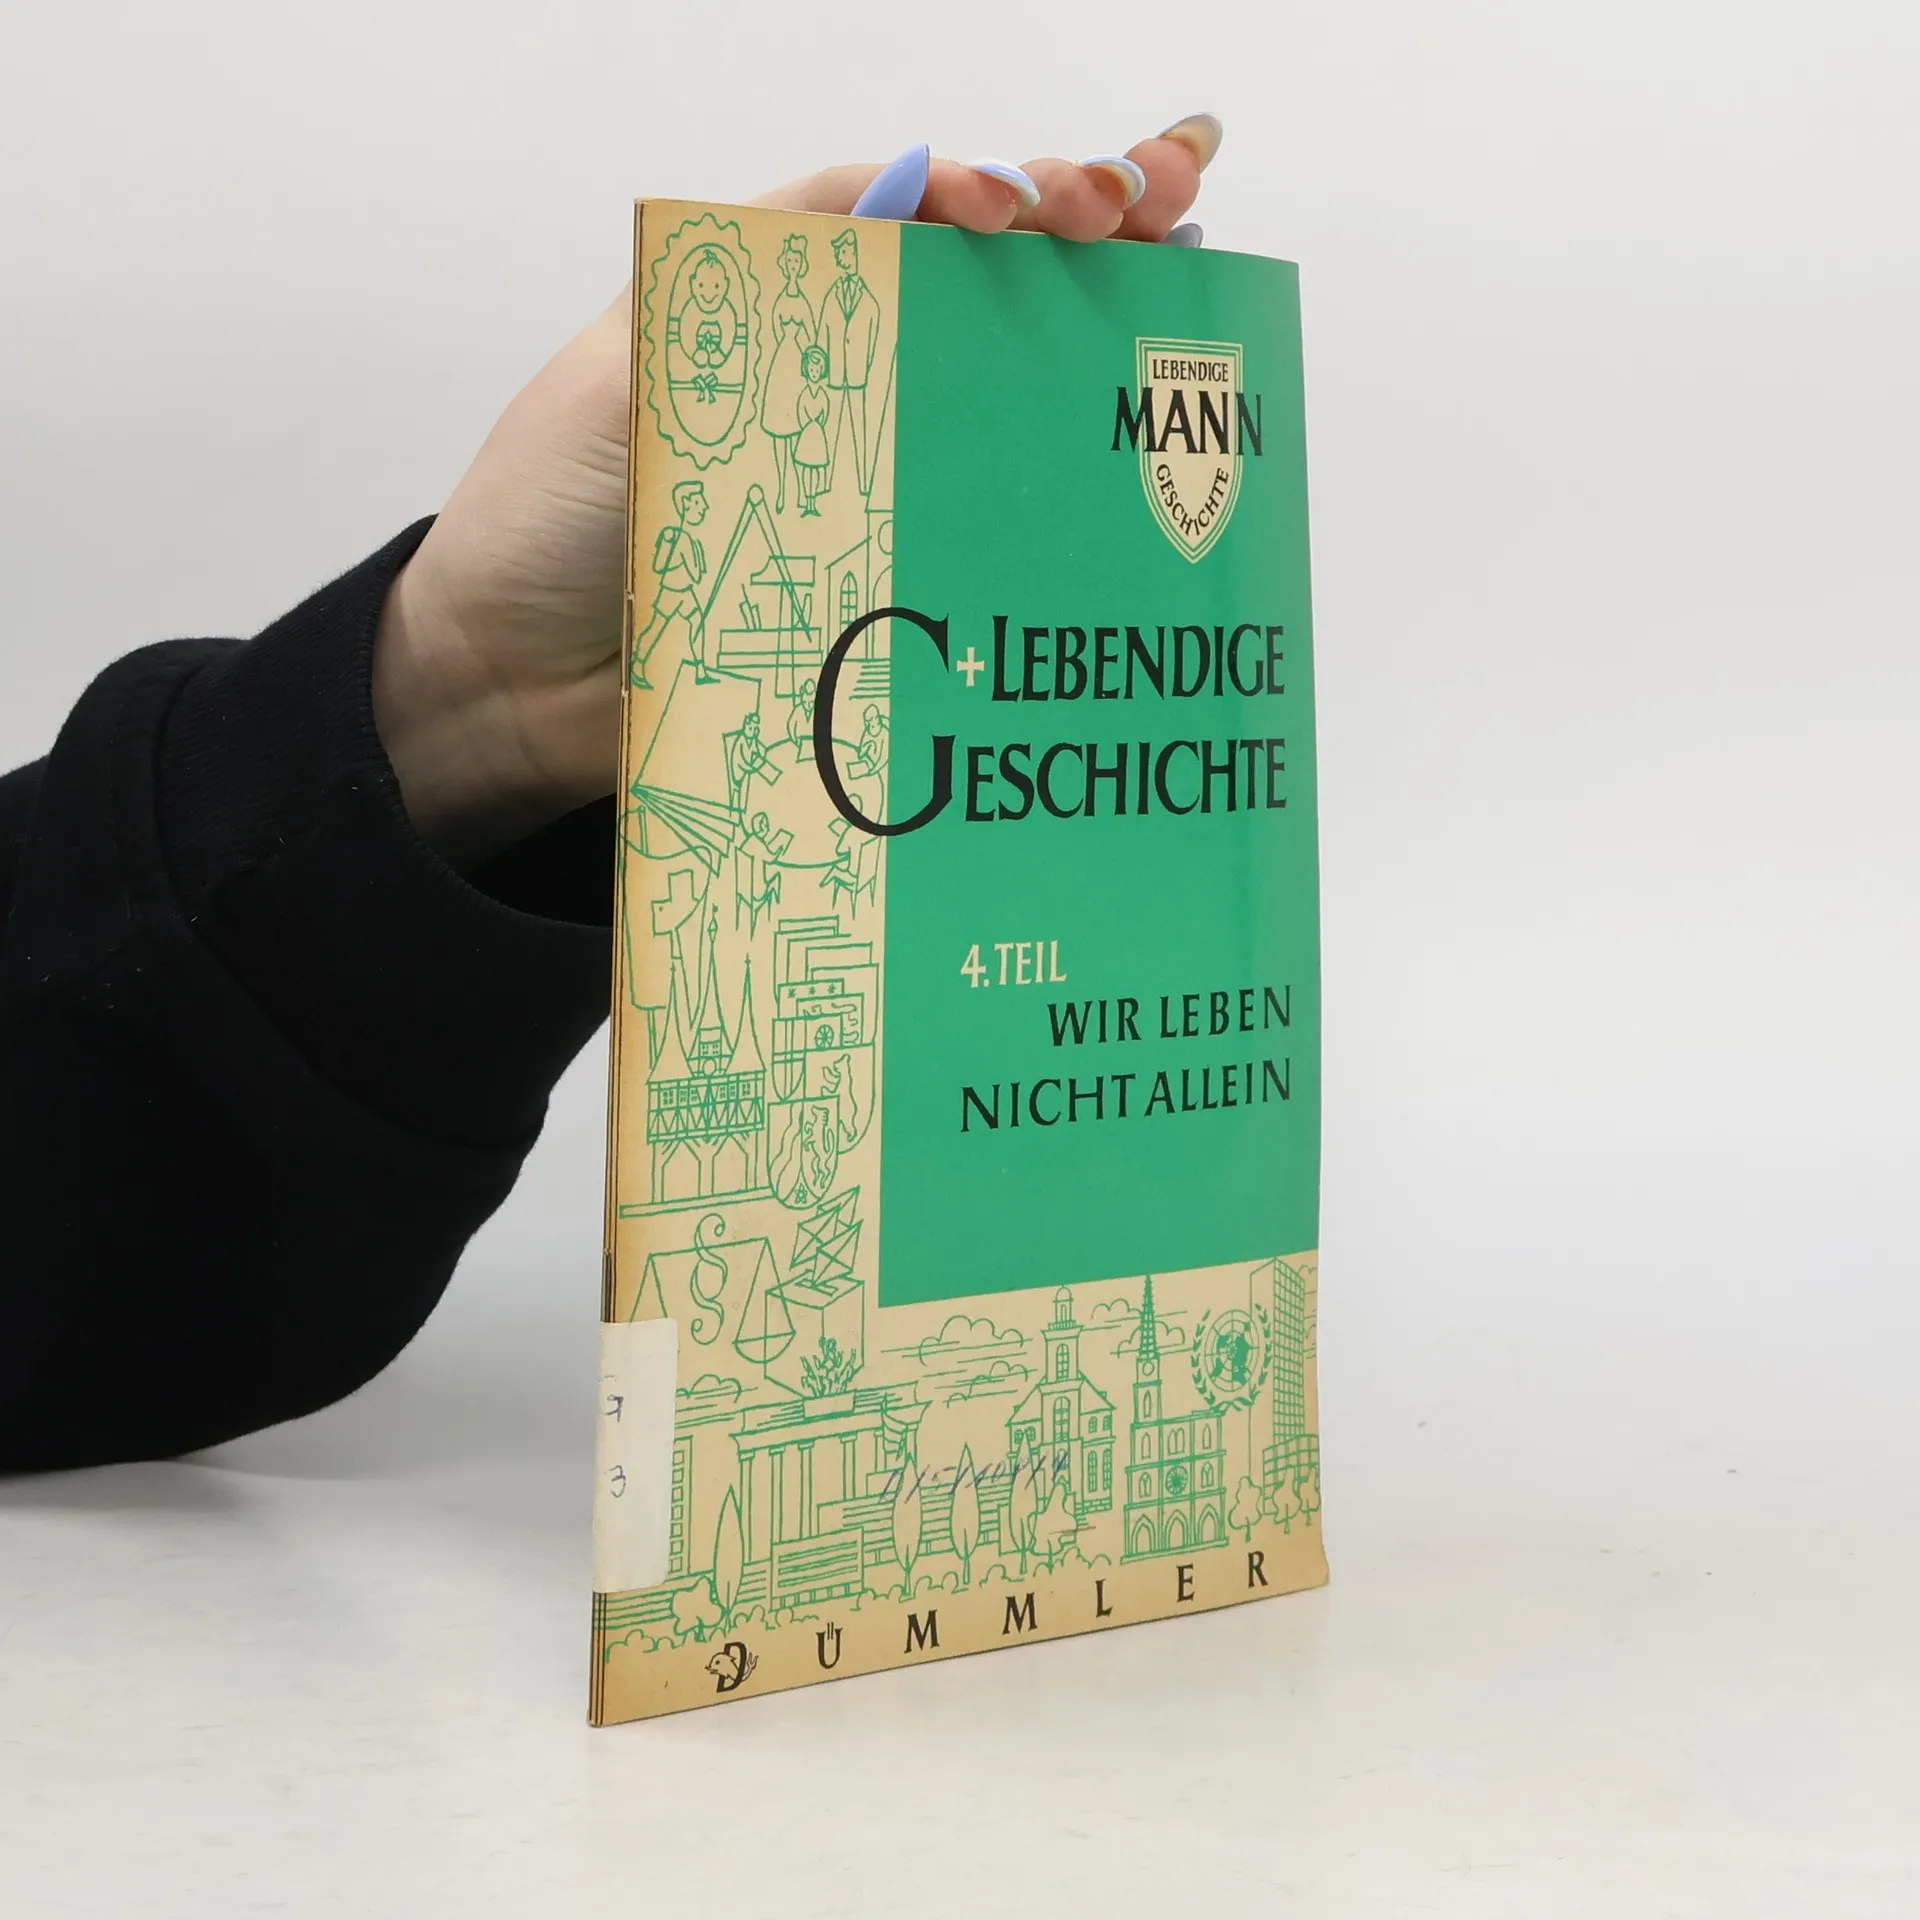 LEBENDIGE
MANN
GESCHICHTE
+LEBENDIGE
GESCHICHTE
4. TEIL
WIR LEBEN
NICHT ALLEIN
§
DÜMMLER